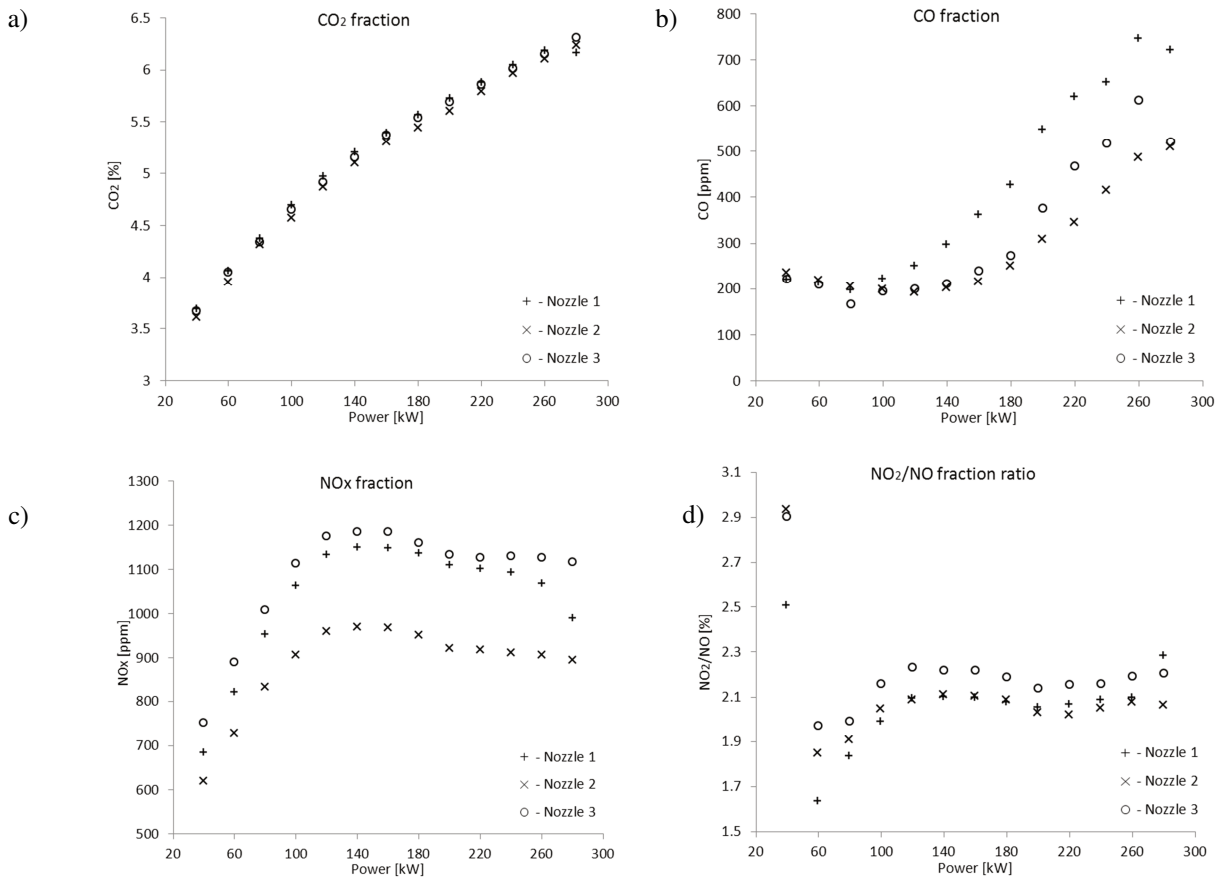 a)
CO₂ fraction
6.5
6
5.5
5
4.5
4
3.5
3
CO₂ [%]
20 60 100 140 180 220 260 300
Power [kW]
+ - Nozzle 1
× - Nozzle 2
○ - Nozzle 3
b)
CO fraction
800
700
600
500
400
300
200
100
0
CO [ppm]
20 60 100 140 180 220 260 300
Power [kW]
+ - Nozzle 1
× - Nozzle 2
○ - Nozzle 3
c)
NOx fraction
1300
1200
1100
1000
900
800
700
600
500
NOx [ppm]
20 60 100 140 180 220 260 300
Power [kW]
+ - Nozzle 1
× - Nozzle 2
○ - Nozzle 3
d)
NO₂/NO fraction ratio
3.1
2.9
2.7
2.5
2.3
2.1
1.9
1.7
1.5
NO₂/NO [%]
20 60 100 140 180 220 260 300
Power [kW]
+ - Nozzle 1
× - Nozzle 2
○ - Nozzle 3